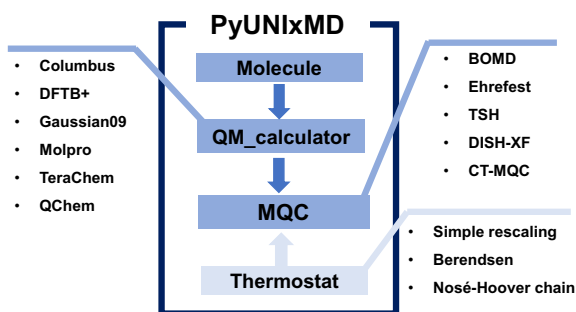 PyUNIxMD
Columbus
DFTB+
Gaussian09
Molpro
TeraChem
QChem
Molecule
QM_calculator
MQC
Thermostat
BOMD
Ehrefest
TSH
DISH-XF
CT-MQC
Simple rescaling
Berendsen
Nosé-Hoover chain